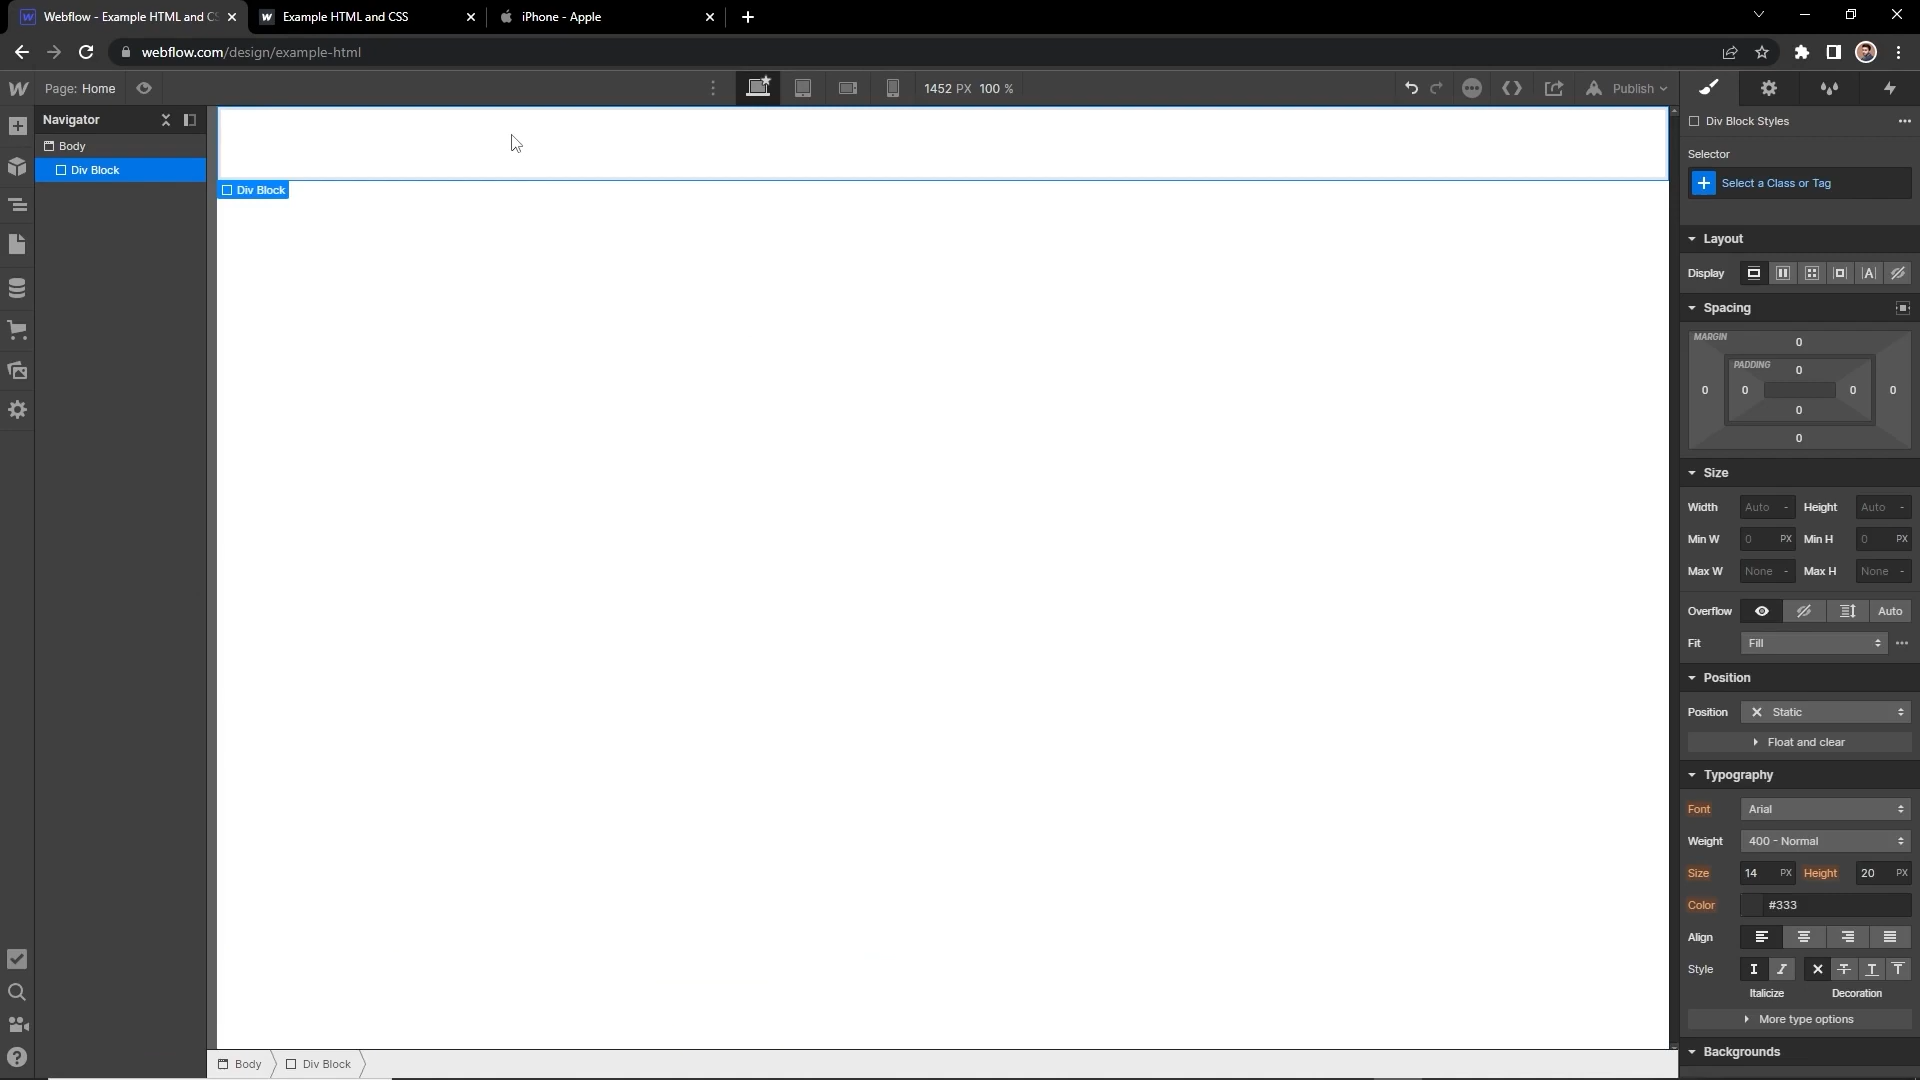 Webflow - Example HTML and C
Example HTML and CSS
iPhone - Apple
webflow.com/design/example-html
Page: Home
1452 PX 100 %
Publish
Navigator
Body
Div Block
Div Block
Body
Div Block
Div Block Styles
Selector
Select a Class or Tag
Layout
Display
Spacing
MARGIN
0
PADDING
0
0
0
0
0
0
0
Size
Width Auto - Height Auto -
Min W 0 PX Min H 0 PX
Max W None - Max H None -
Overflow Auto
Fit Fill
Position
Position Static
Float and clear
Typography
Font Arial
Weight 400 - Normal
Size 14 PX Height 20 PX
Color #333
Align
Style
Italicize Decoration
More type options
Backgrounds